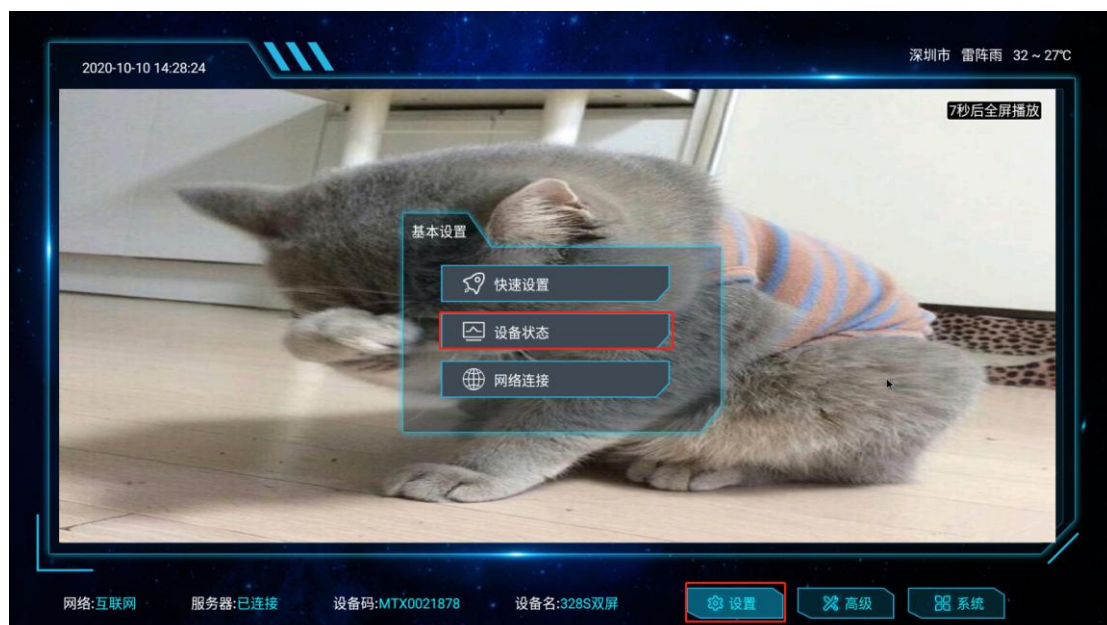 2020-10-10 14:28:24
深圳市 雷阵雨 32~27℃
7秒后全屏播放
基本设置
快速设置
设备状态
网络连接
网络:互联网 服务器:已连接 设备码:MTX0021878 设备名:328S双屏 设置 高级 系统